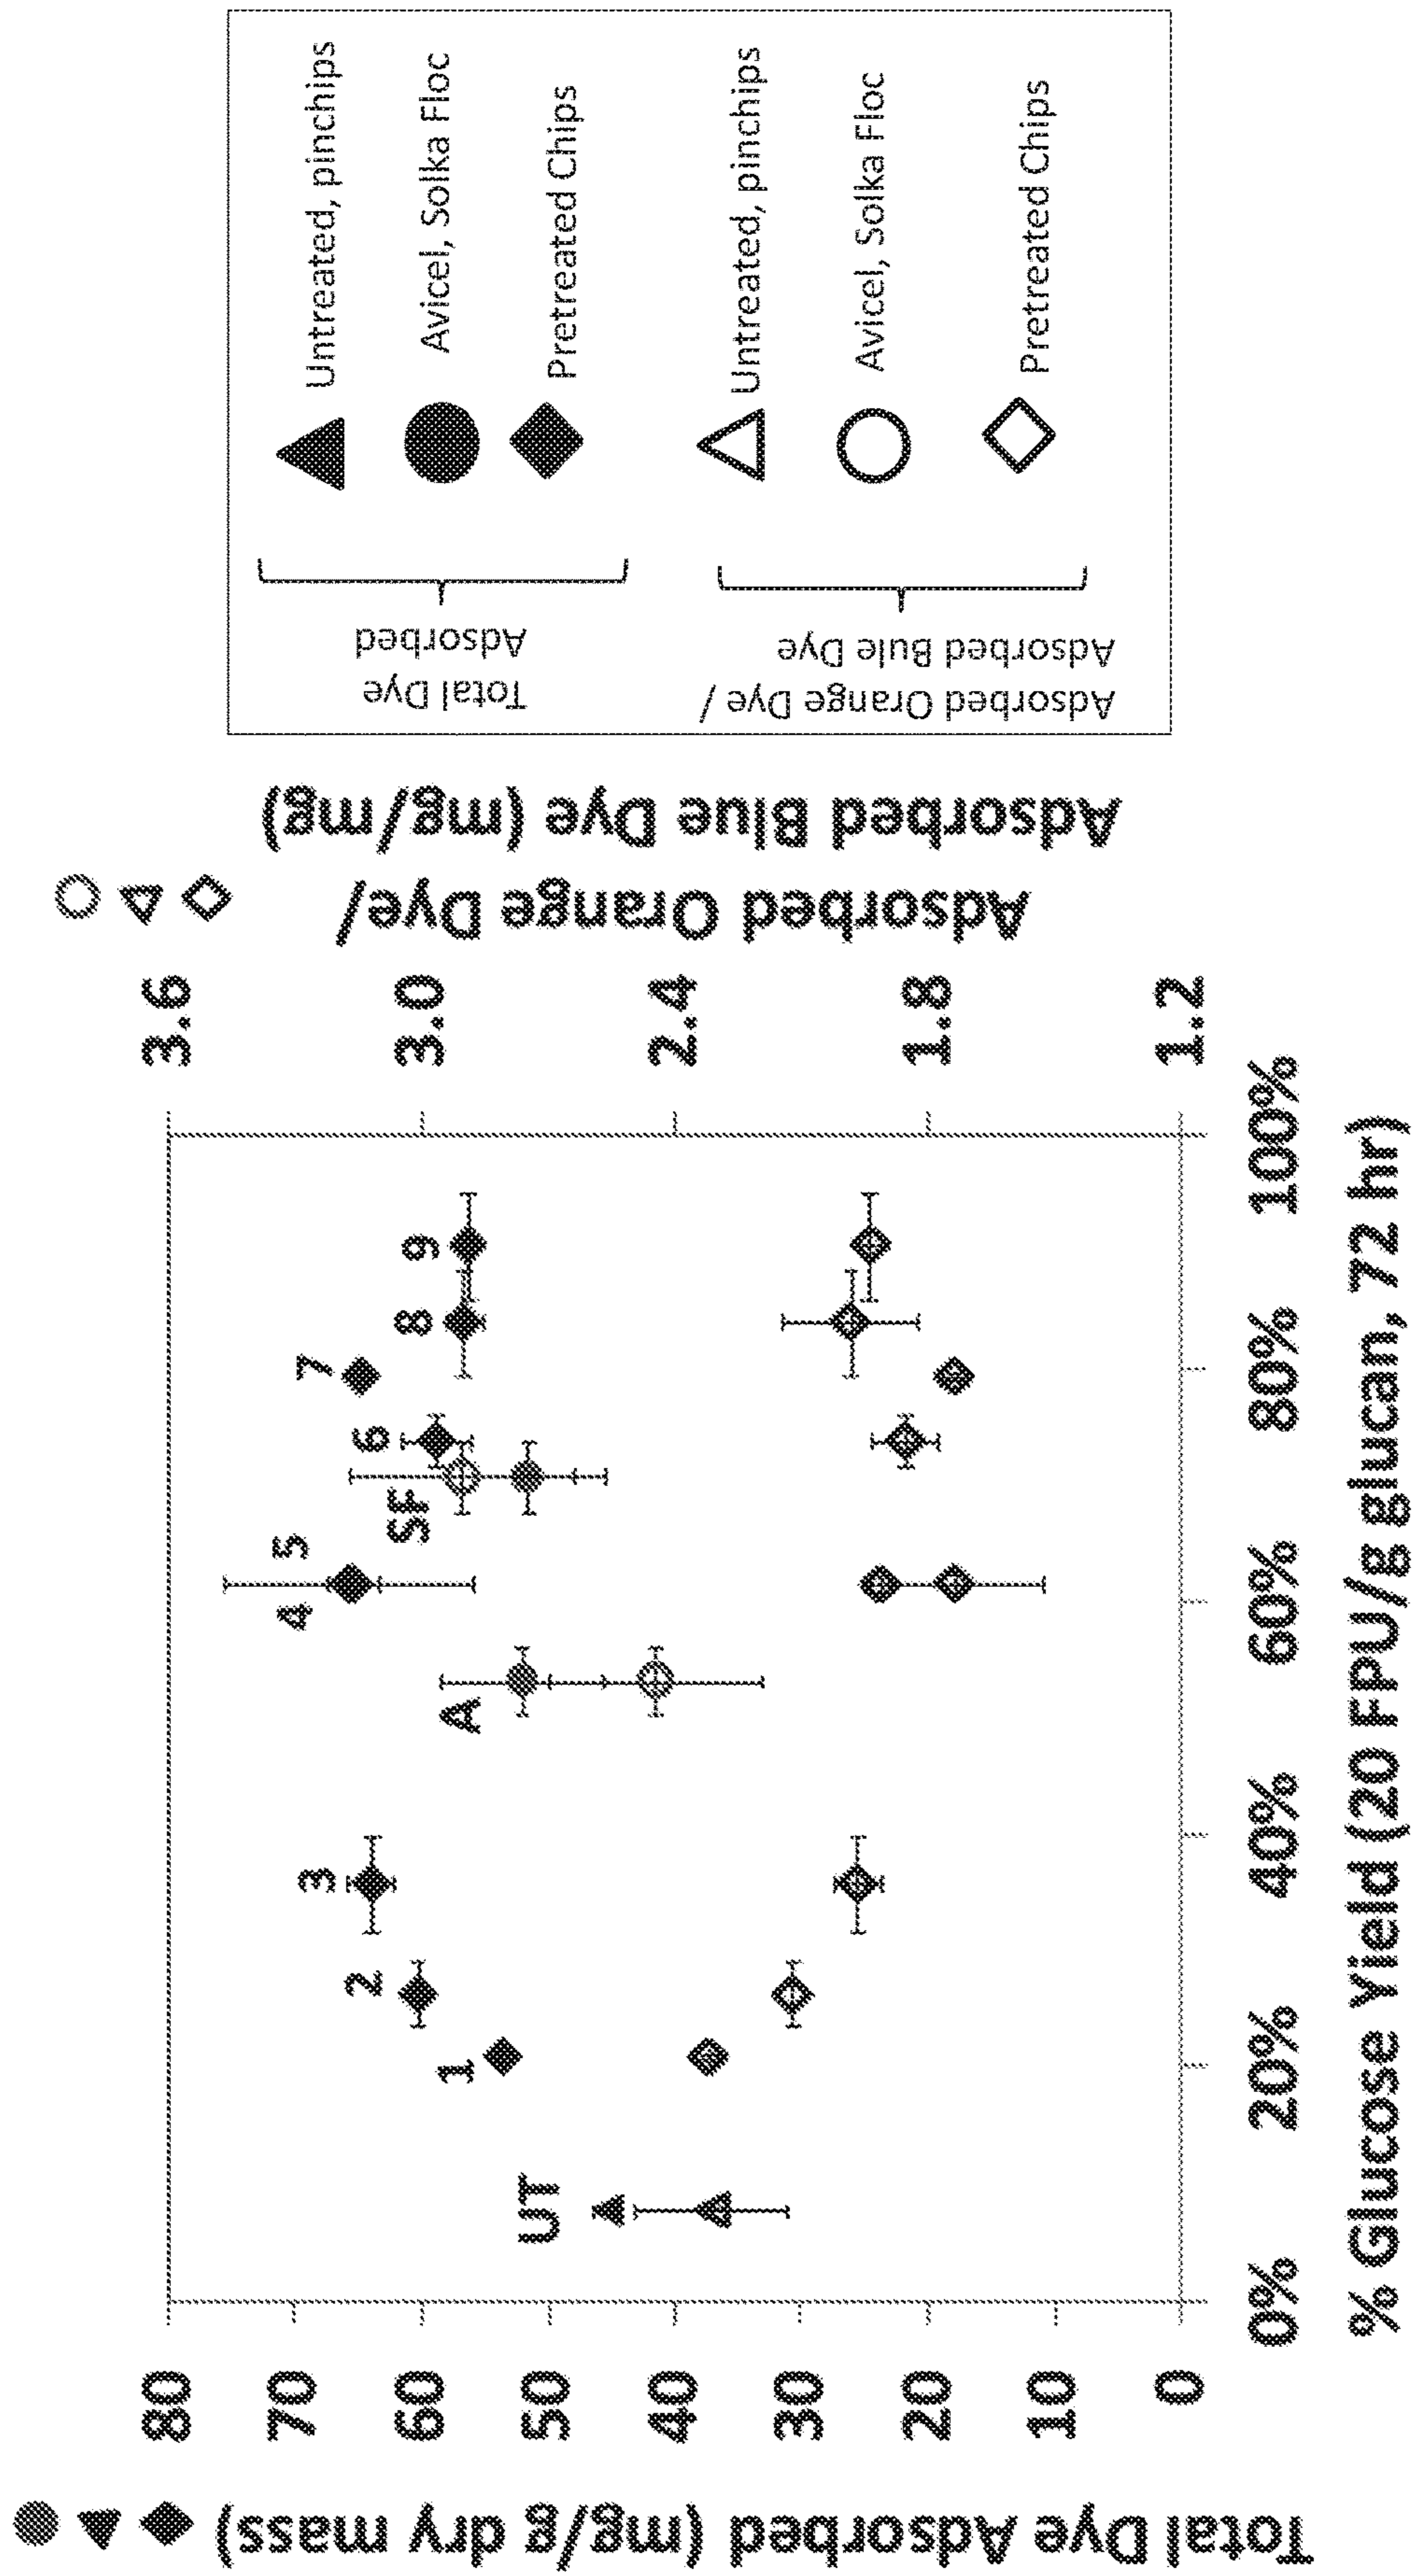 Total Dye Adsorbed (mg/g dry mass)
80
70
60
50
40
30
20
10
0
UT
1
2
3
A
4
5
SF
6
7
8
9
0%
20%
40%
60%
80%
100%
% Glucose Yield (20 FPU/g glucan, 72 hr)
3.6
3.0
2.4
1.8
1.2
Adsorbed Orange Dye/
Adsorbed Blue Dye (mg/mg)
Total Dye
Adsorbed
Untreated, pinchips
Avicel, Solka Floc
Pretreated Chips
Adsorbed Orange Dye /
Adsorbed Bule Dye
Untreated, pinchips
Avicel, Solka Floc
Pretreated Chips